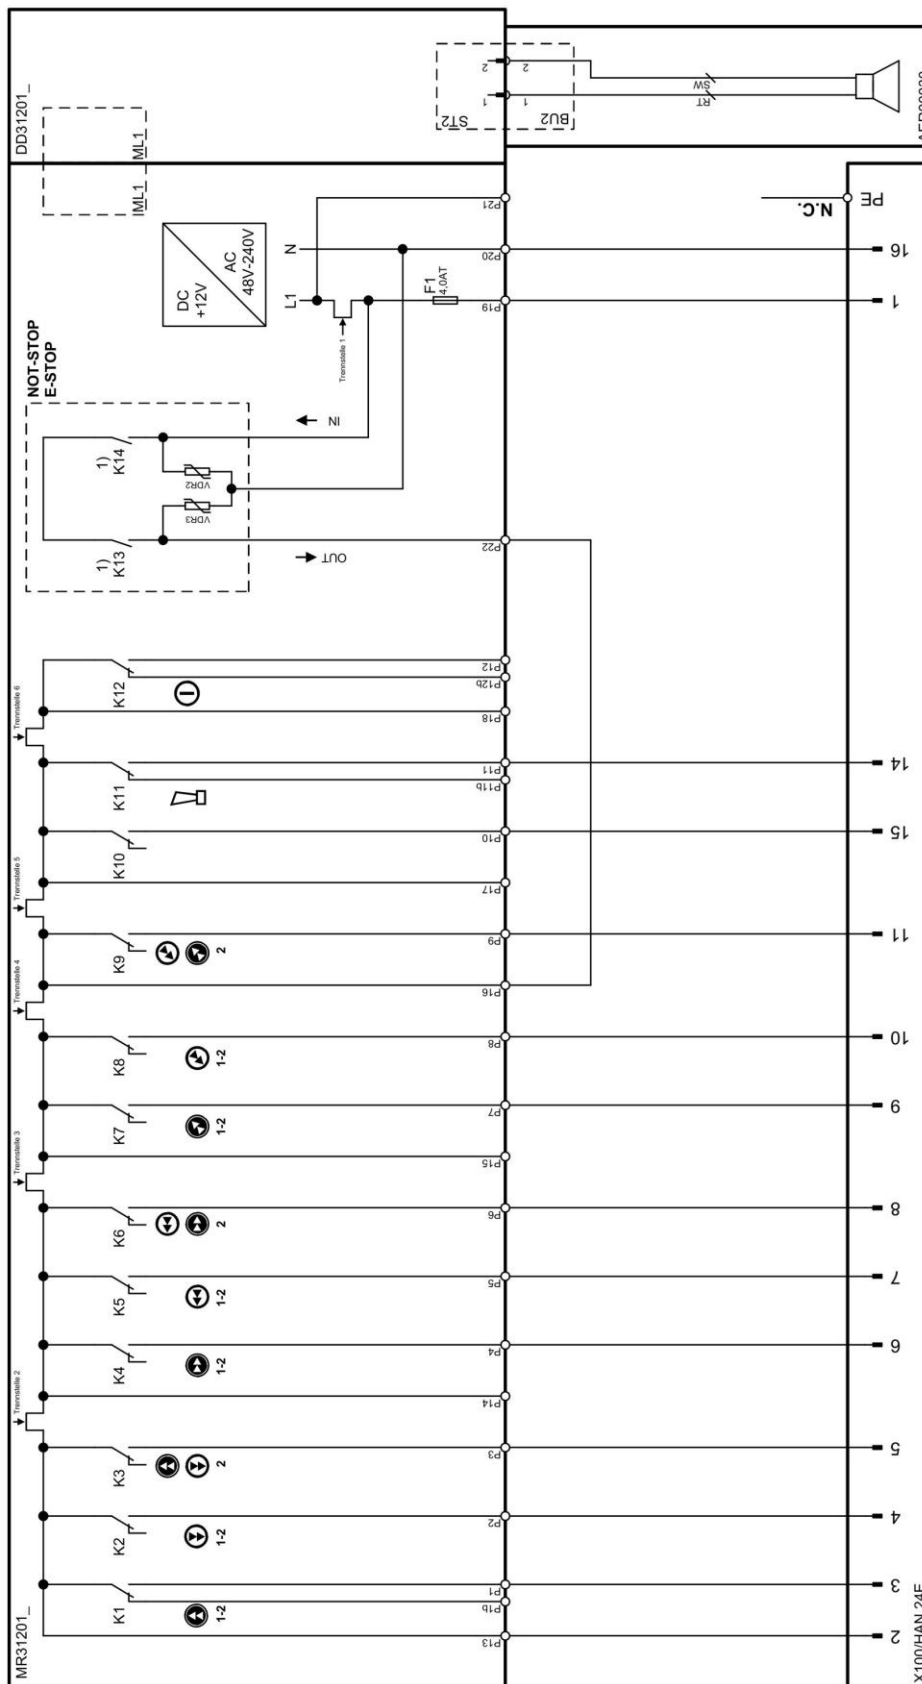 DD31201_
ML1
IML1
ST2
BU2
2
2
1
1
SW
RT
P21
N.C.
PE
DC
+12V
AC
48V-240V
N
P20
16
L1
Trennstelle 1
F1
4,0AT
P19
1
NOT-STOP
E-STOP
1)
K14
VDR2
IN
VDR3
1)
K13
OUT
P22
Trennstelle 6
K12
P12
P12b
P18
K11
P11
P11b
14
K10
P10
15
Trennstelle 5
P17
K9
2
P9
11
Trennstelle 4
P16
K8
1-2
P8
10
K7
1-2
P7
9
Trennstelle 3
P15
K6
2
P6
8
K5
1-2
P5
7
K4
1-2
P4
6
Trennstelle 2
P14
K3
2
P3
5
K2
1-2
P2
4
K1
1-2
P1
P1b
3
MR31201_
P13
2
X100/HAN 24E